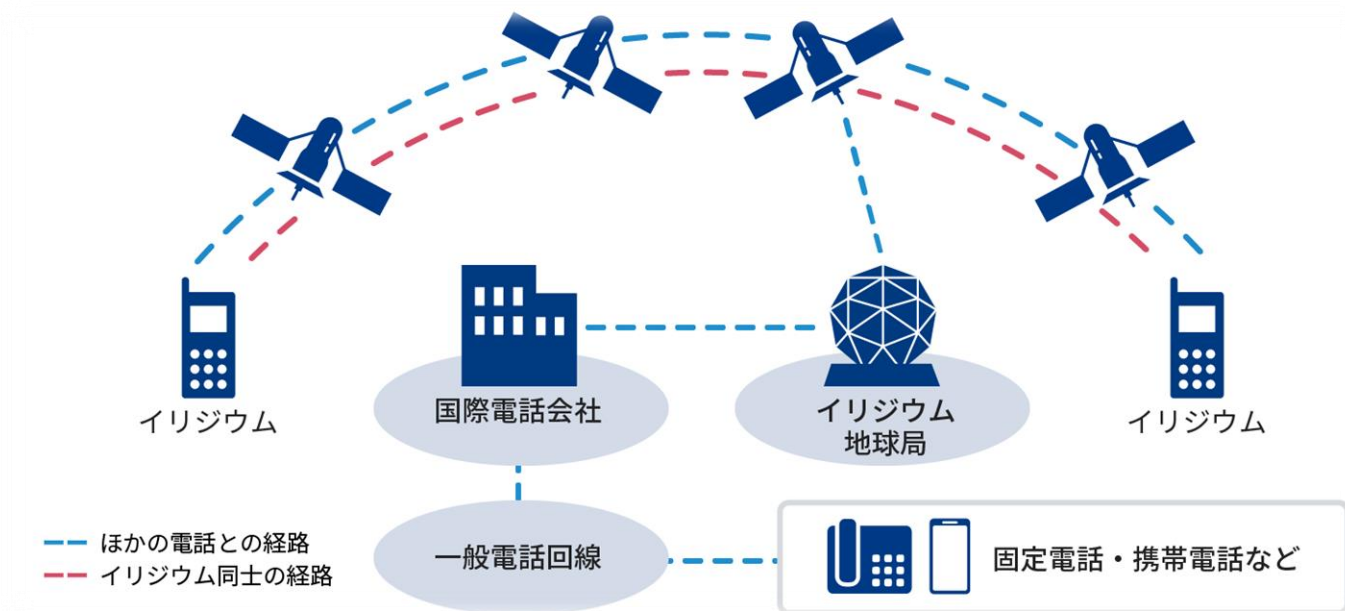 イリジウム
国際電話会社
イリジウム
地球局
イリジウム
ほかの電話との経路
イリジウム同士の経路
一般電話回線
固定電話・携帯電話など